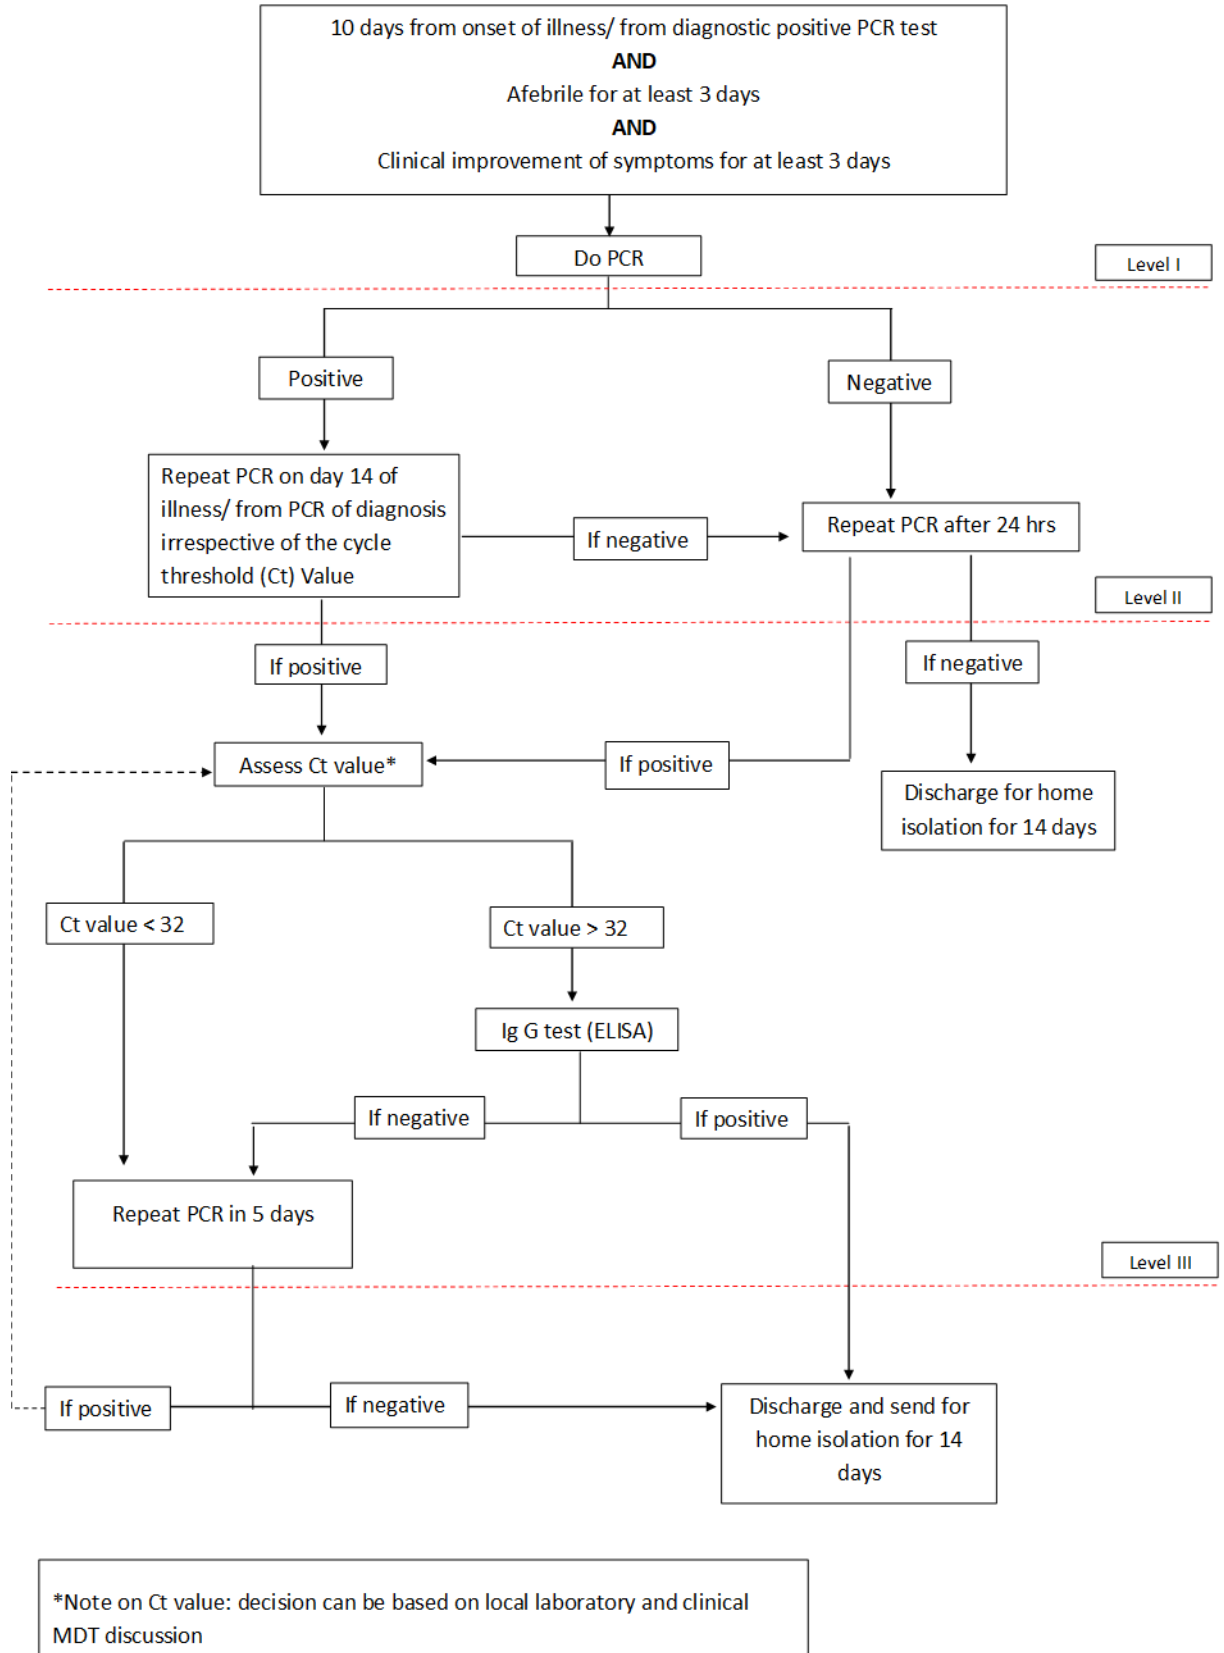 10 days from onset of illness/ from diagnostic positive PCR test
AND
Afebrile for at least 3 days
AND
Clinical improvement of symptoms for at least 3 days
Do PCR
Level I
Positive
Negative
Repeat PCR on day 14 of
illness/ from PCR of diagnosis
irrespective of the cycle
threshold (Ct) Value
If negative
Repeat PCR after 24 hrs
Level II
If positive
If negative
Assess Ct value*
If positive
Discharge for home
isolation for 14 days
Ct value < 32
Ct value > 32
Ig G test (ELISA)
If negative
If positive
Repeat PCR in 5 days
Level III
If positive
If negative
Discharge and send for
home isolation for 14
days
*Note on Ct value: decision can be based on local laboratory and clinical
MDT discussion